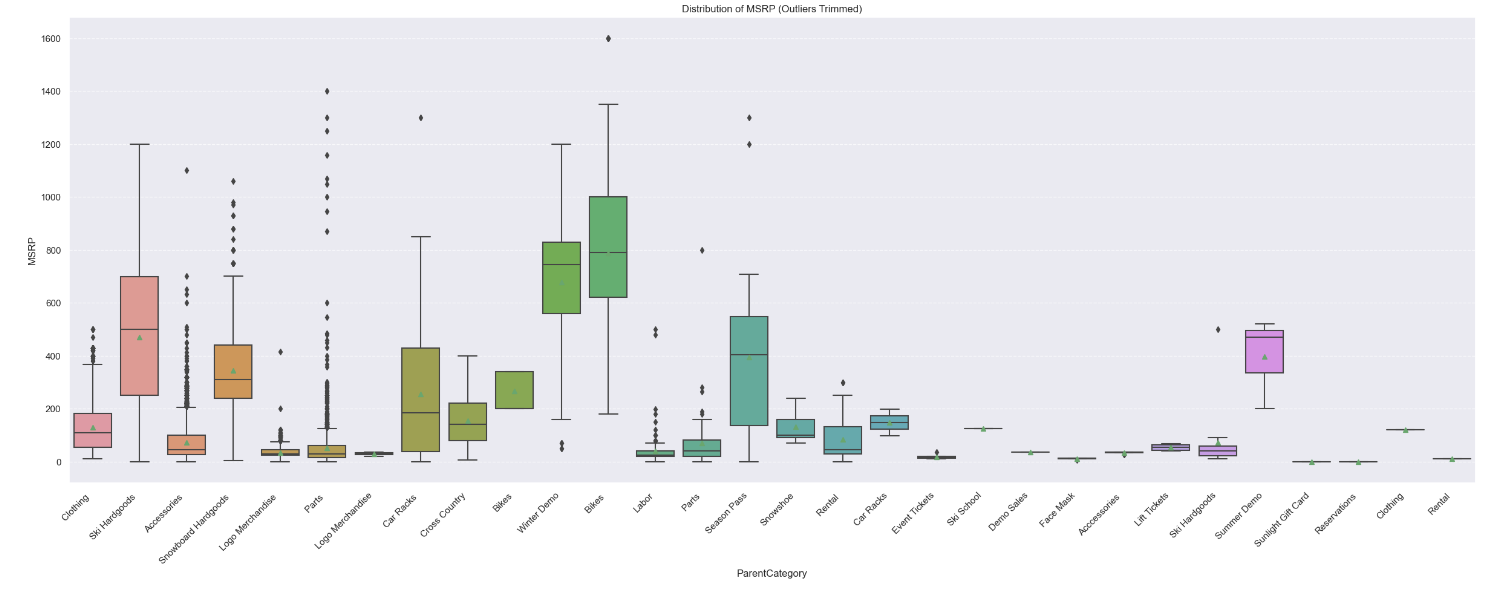 Distribution of MSRP (Outliers Trimmed)
MSRP
1600
1400
1200
1000
800
600
400
200
0
Clothing
Ski Hardgoods
Accessories
Snowboard Hardgoods
Logo Merchandise
Parts
Logo Merchandise
Car Racks
Cross Country
Bikes
Winter Demo
Bikes
Labor
Parts
Season Pass
Snowshoe
Rental
Car Racks
Event Tickets
Ski School
Demo Sales
Face Mask
Acccessories
Lift Tickets
Ski Hardgoods
Summer Demo
Sunlight Gift Card
Reservations
Clothing
Rental
ParentCategory